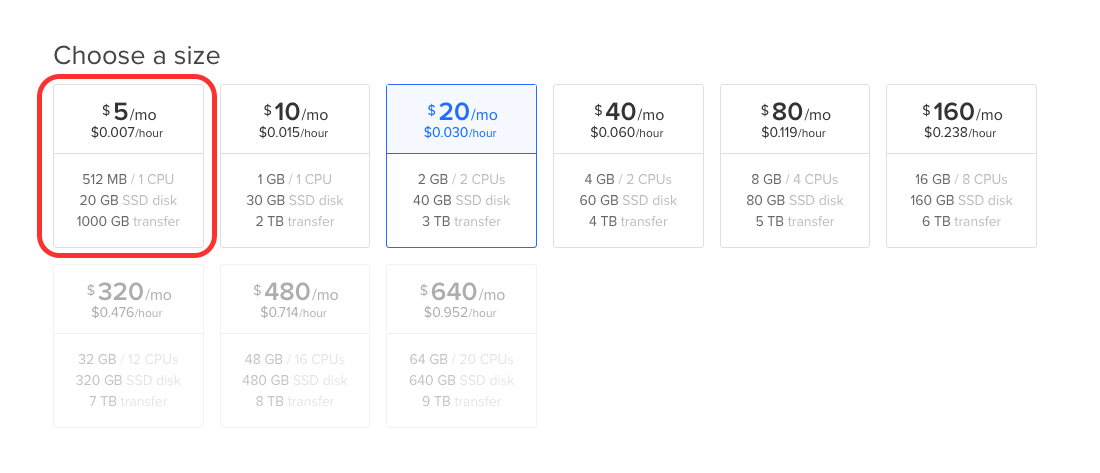 Choose a size
$5/mo
$0.007/hour
512 MB / 1 CPU
20 GB SSD disk
1000 GB transfer
$10/mo
$0.015/hour
1 GB / 1 CPU
30 GB SSD disk
2 TB transfer
$20/mo
$0.030/hour
2 GB / 2 CPUs
40 GB SSD disk
3 TB transfer
$40/mo
$0.060/hour
4 GB / 2 CPUs
60 GB SSD disk
4 TB transfer
$80/mo
$0.119/hour
8 GB / 4 CPUs
80 GB SSD disk
5 TB transfer
$160/mo
$0.238/hour
16 GB / 8 CPUs
160 GB SSD disk
6 TB transfer
$320/mo
$0.476/hour
32 GB / 12 CPUs
320 GB SSD disk
7 TB transfer
$480/mo
$0.714/hour
48 GB / 16 CPUs
480 GB SSD disk
8 TB transfer
$640/mo
$0.952/hour
64 GB / 20 CPUs
640 GB SSD disk
9 TB transfer